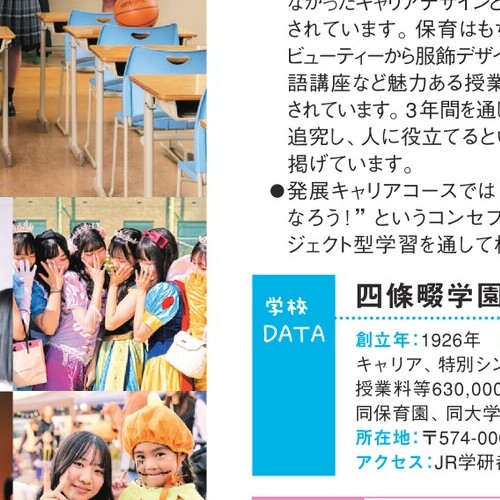 なかったキャリアデザインと
されています。保育はも
ビューティーから服飾デザイ
語講座など魅力ある授業
されています。3年間を通し
追究し、人に役立てると
掲げています。
●発展キャリアコースでは
なろう!”というコンセプ
ジェクト型学習を通して
学校
DATA
四條畷学園
創立年:1926年
キャリア、特別シン
授業料等630,000
同保育園、同大学
所在地:〒574-00
アクセス:JR学研